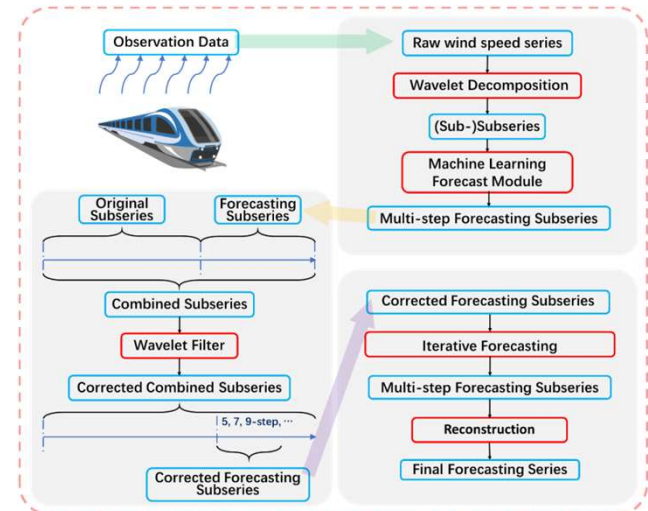 Observation Data
Raw wind speed series
Wavelet Decomposition
(Sub-)Subseries
Machine Learning
Forecast Module
Multi-step Forecasting Subseries
Original
Subseries
Forecasting
Subseries
Combined Subseries
Wavelet Filter
Corrected Combined Subseries
5, 7, 9-step, ···
Corrected Forecasting
Subseries
Corrected Forecasting Subseries
Iterative Forecasting
Multi-step Forecasting Subseries
Reconstruction
Final Forecasting Series